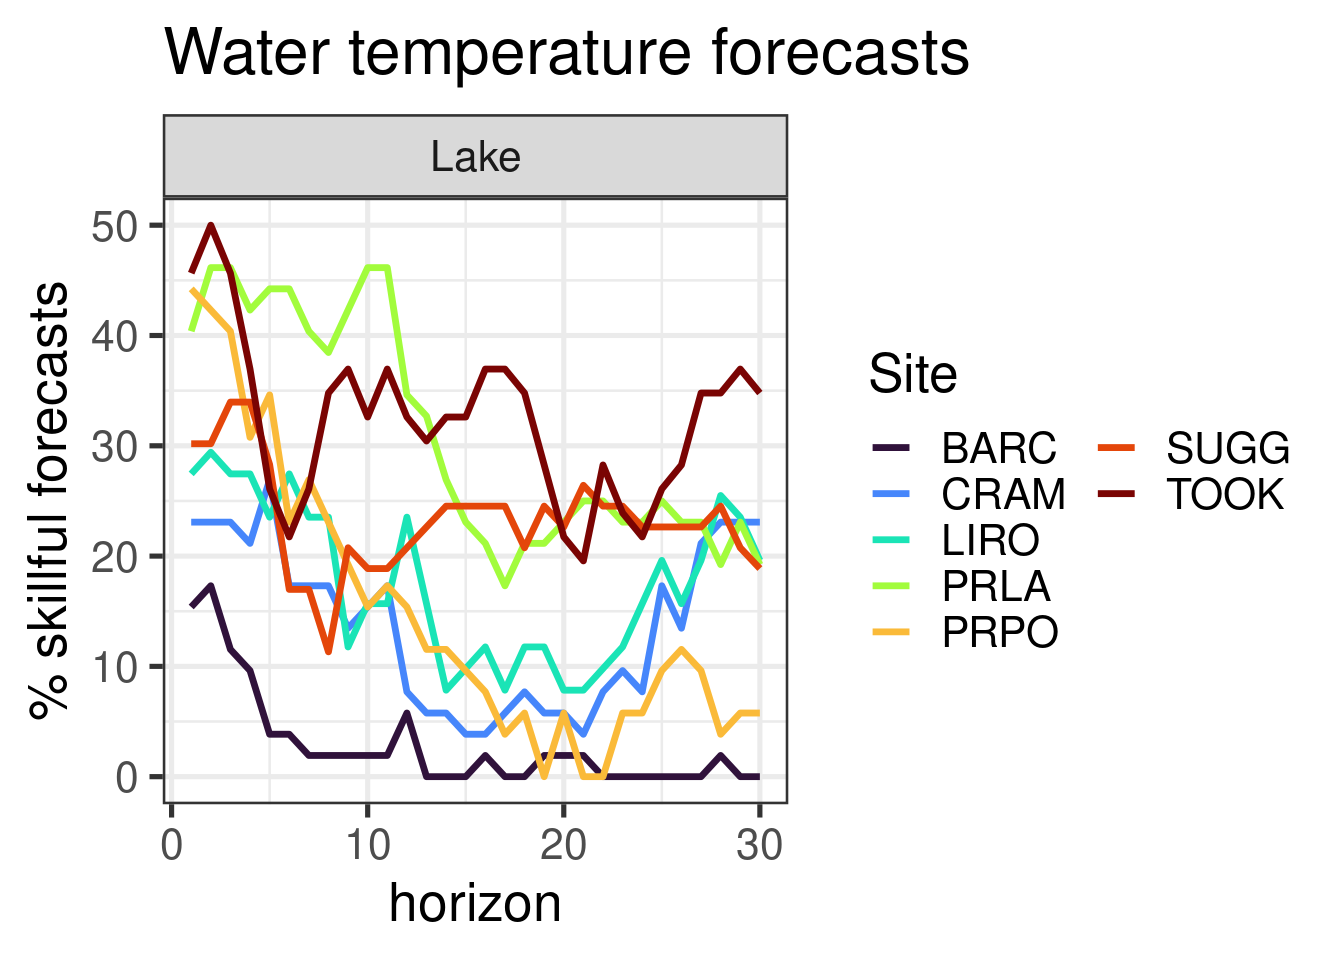 Water temperature forecasts
Lake
50
40
30
20
10
0
% skillful forecasts
0 10 20 30
horizon
Site
BARC SUGG
CRAM TOOK
LIRO
PRLA
PRPO